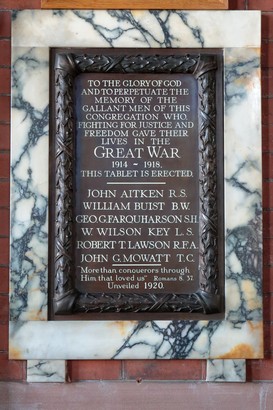 TO THE GLORY OF GOD
AND TO PERPETUATE THE
MEMORY OF THE
GALLANT MEN OF THIS
CONGREGATION WHO,
FIGHTING FOR JUSTICE AND
FREEDOM GAVE THEIR
LIVES IN THE
GREAT WAR
1914 - 1918.
THIS TABLET IS ERECTED.
JOHN AITKEN R.S.
WILLIAM BUIST B.W.
GEO. G. FARQUHARSON S.H.
W. WILSON KEY L.S.
ROBERT T. LAWSON R.F.A.
JOHN G. MOWATT T.C.
"More than conquerors through
Him that loved us" Romans 8. 37.
Unveiled 1920.